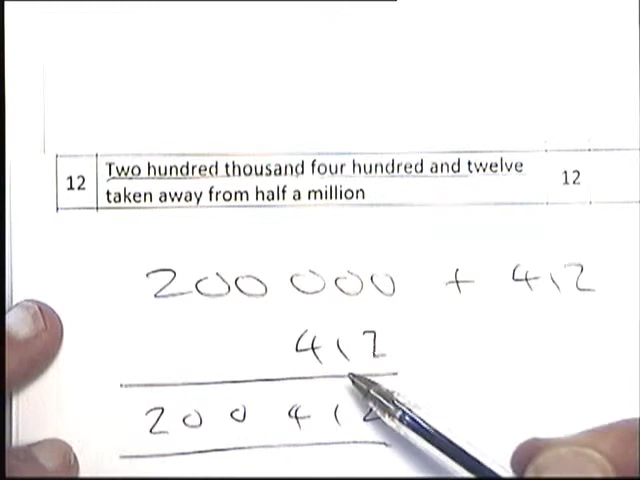 12 Two hundred thousand four hundred and twelve 12
taken away from half a million
200 000 + 412
412
200 412